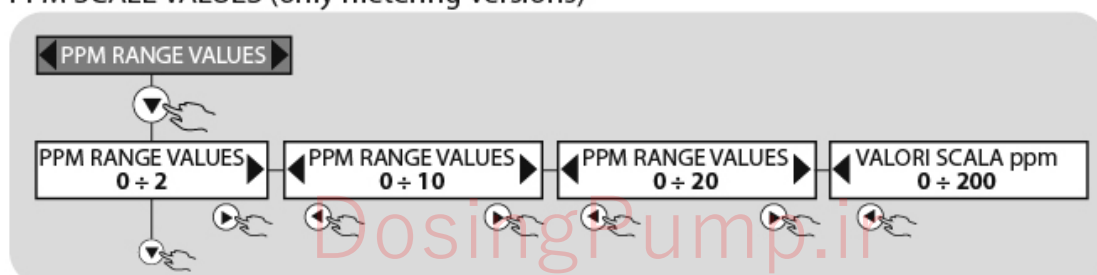 PPM SCALE VALUES (only metering versions)
PPM RANGE VALUES
PPM RANGE VALUES
0 ÷ 2
PPM RANGE VALUES
0 ÷ 10
PPM RANGE VALUES
0 ÷ 20
VALORI SCALA ppm
0 ÷ 200
DosingPump.ir